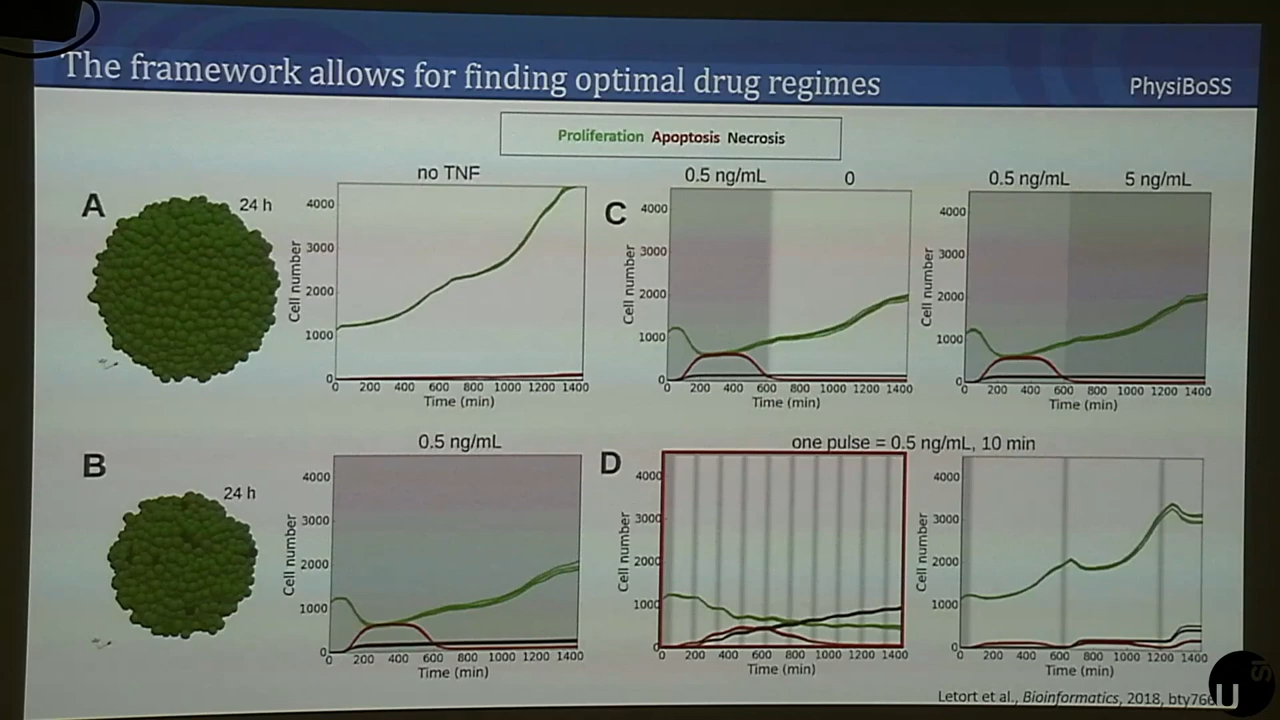 The framework allows for finding optimal drug regimes
PhysiBoSS
Proliferation Apoptosis Necrosis
A
24 h
no TNF
Cell number
4000
3000
2000
1000
0
0 200 400 600 800 1000 1200 1400
Time (min)
C
0.5 ng/mL 0
Cell number
4000
3000
2000
1000
0
200 400 600 800 1000 1200 1400
Time (min)
0.5 ng/mL 5 ng/mL
Cell number
4000
3000
2000
1000
0
200 400 600 800 1000 1200 1400
Time (min)
B
24 h
0.5 ng/mL
Cell number
4000
3000
2000
1000
0
200 400 600 800 1000 1200 1400
Time (min)
D
one pulse = 0.5 ng/mL, 10 min
Cell number
4000
3000
2000
1000
0
0 200 400 600 800 1000 1200 1400
Time (min)
Cell number
4000
3000
2000
1000
0
0 200 400 600 800 1000 1200 1400
Time (min)
Letort et al., Bioinformatics, 2018, bty766
U
SI